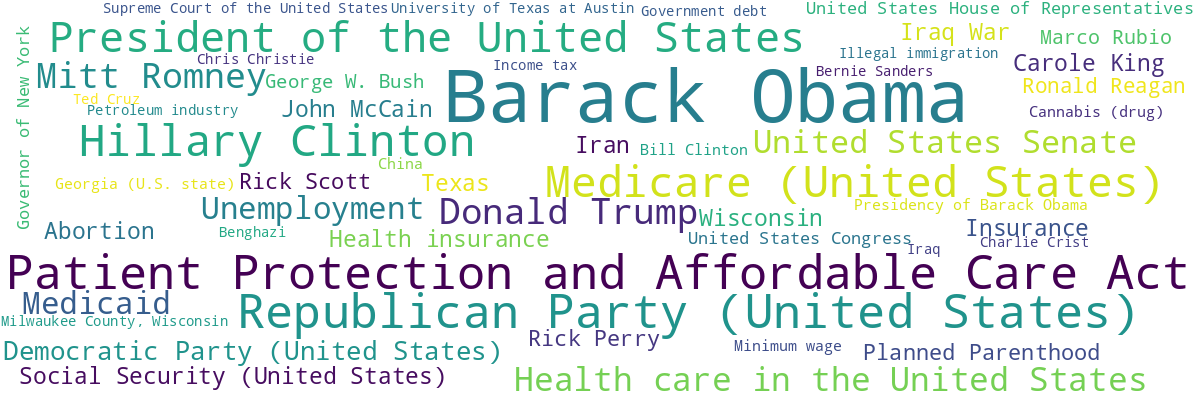 Supreme Court of the United States
University of Texas at Austin
Government debt
United States House of Representatives
President of the United States
Iraq War
Marco Rubio
Governor of New York
Chris Christie
Income tax
Illegal immigration
Carole King
Mitt Romney
George W. Bush
Barack Obama
Bernie Sanders
Ronald Reagan
Ted Cruz
Petroleum industry
John McCain
Cannabis (drug)
Hillary Clinton
Iran
Bill Clinton
United States Senate
China
Georgia (U.S. state)
Rick Scott
Texas
Medicare (United States)
Unemployment
Donald Trump
Presidency of Barack Obama
Wisconsin
Abortion
Benghazi
Health insurance
United States Congress
Insurance
Charlie Crist
Iraq
Patient Protection and Affordable Care Act
Medicaid
Republican Party (United States)
Milwaukee County, Wisconsin
Rick Perry
Democratic Party (United States)
Minimum wage
Planned Parenthood
Social Security (United States)
Health care in the United States